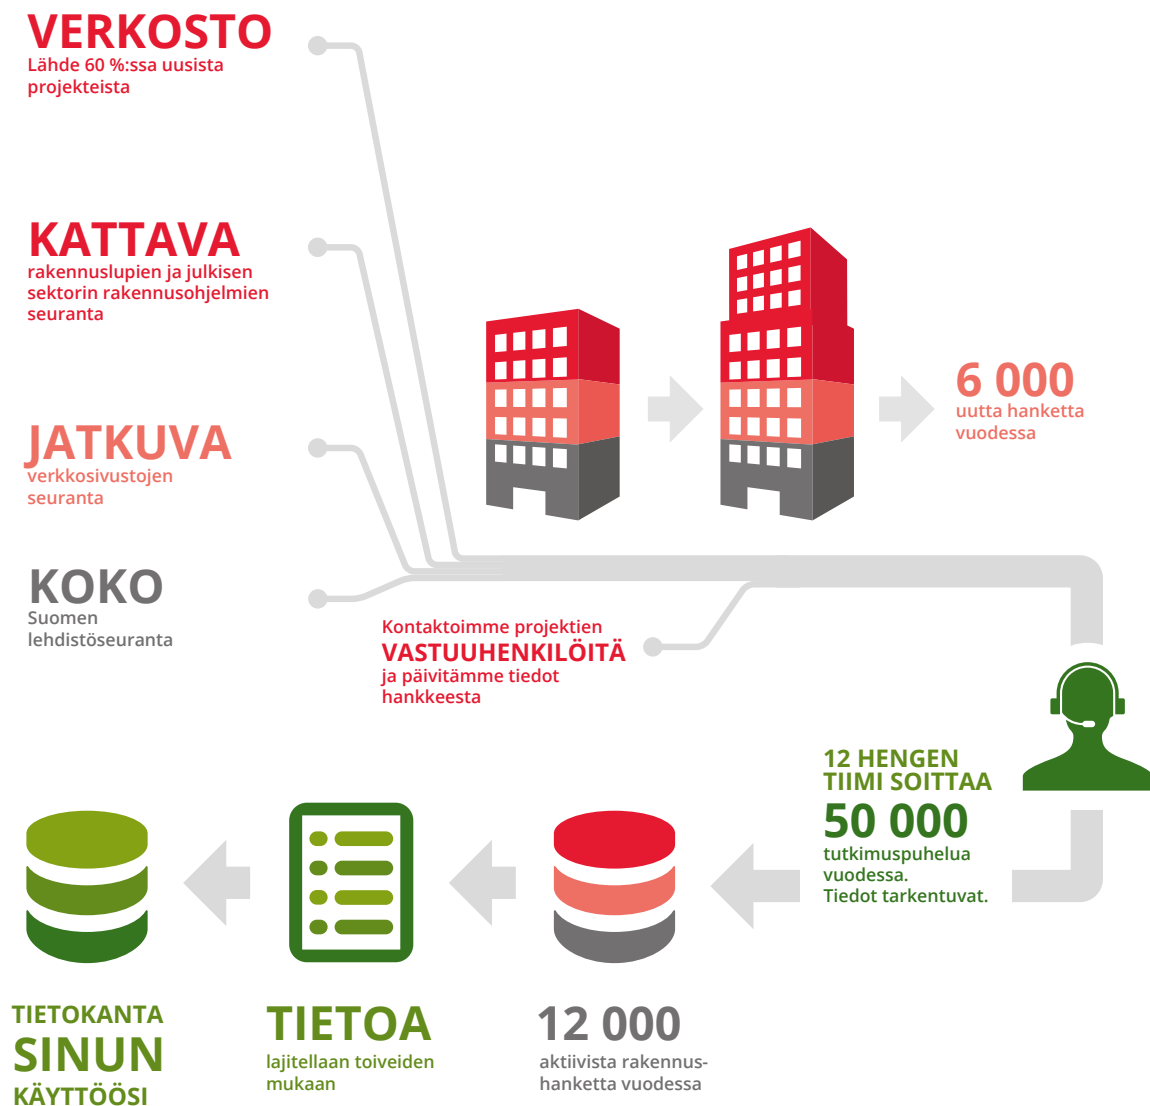 VERKOSTO
Lähde 60 %:ssa uusista
projekteista
KATTAVA
rakennuslupien ja julkisen
sektorin rakennusohjelmien
seuranta
JATKUVA
verkkosivustojen
seuranta
KOKO
Suomen
lehdistöseuranta
6 000
uutta hanketta
vuodessa
Kontaktoimme projektien
VASTUUHENKILÖITÄ
ja päivitämme tiedot
hankkeesta
12 HENGEN
TIIMI SOITTAA
50 000
tutkimuspuhelua
vuodessa.
Tiedot tarkentuvat.
12 000
aktiivista rakennus-
hanketta vuodessa
TIETOA
lajitellaan toiveiden
mukaan
TIETOKANTA
SINUN
KÄYTTÖÖSI